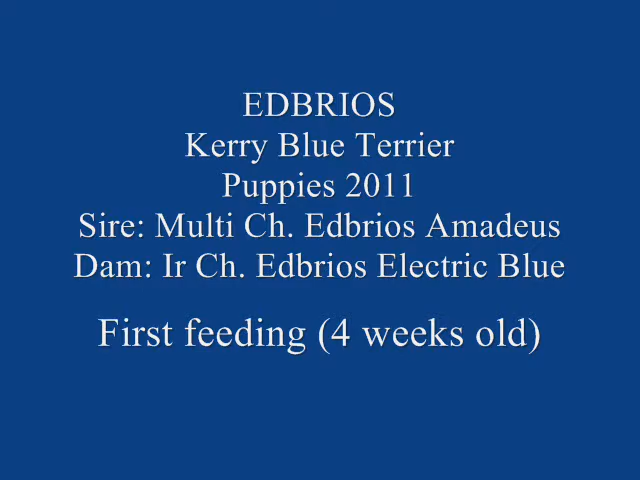 EDBRIOS
Kerry Blue Terrier
Puppies 2011
Sire: Multi Ch. Edbrios Amadeus
Dam: Ir Ch. Edbrios Electric Blue
First feeding (4 weeks old)